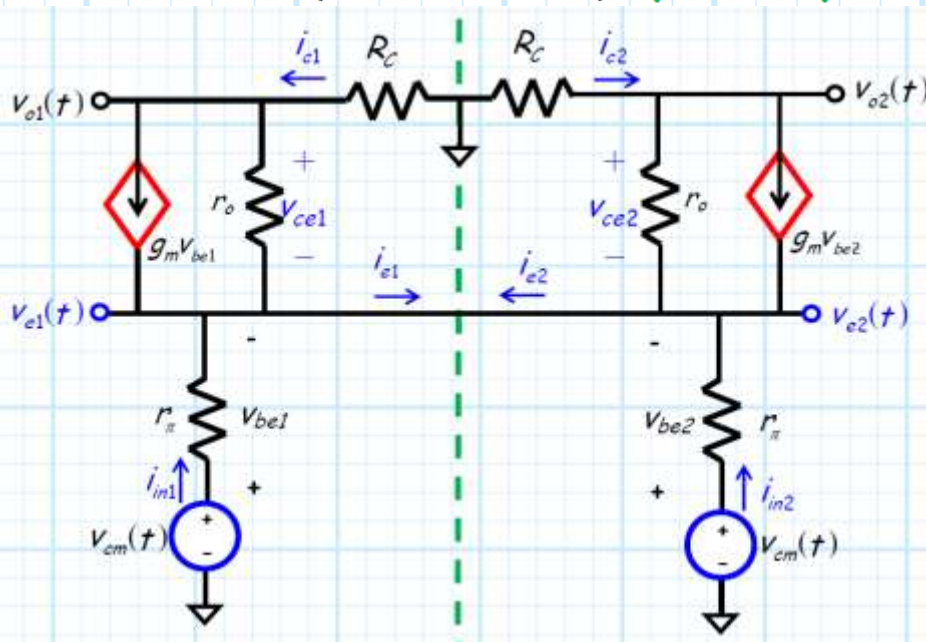 i_c1 R_C R_C i_c2
v_o1(t) v_o2(t)
+ +
r_o v_ce1 v_ce2 r_o
g_m v_be1 g_m v_be2
− −
i_e1 i_e2
v_e1(t) v_e2(t)
- -
r_π v_be1 v_be2 r_π
i_in1 + + i_in2
v_cm(t) + - + - v_cm(t)